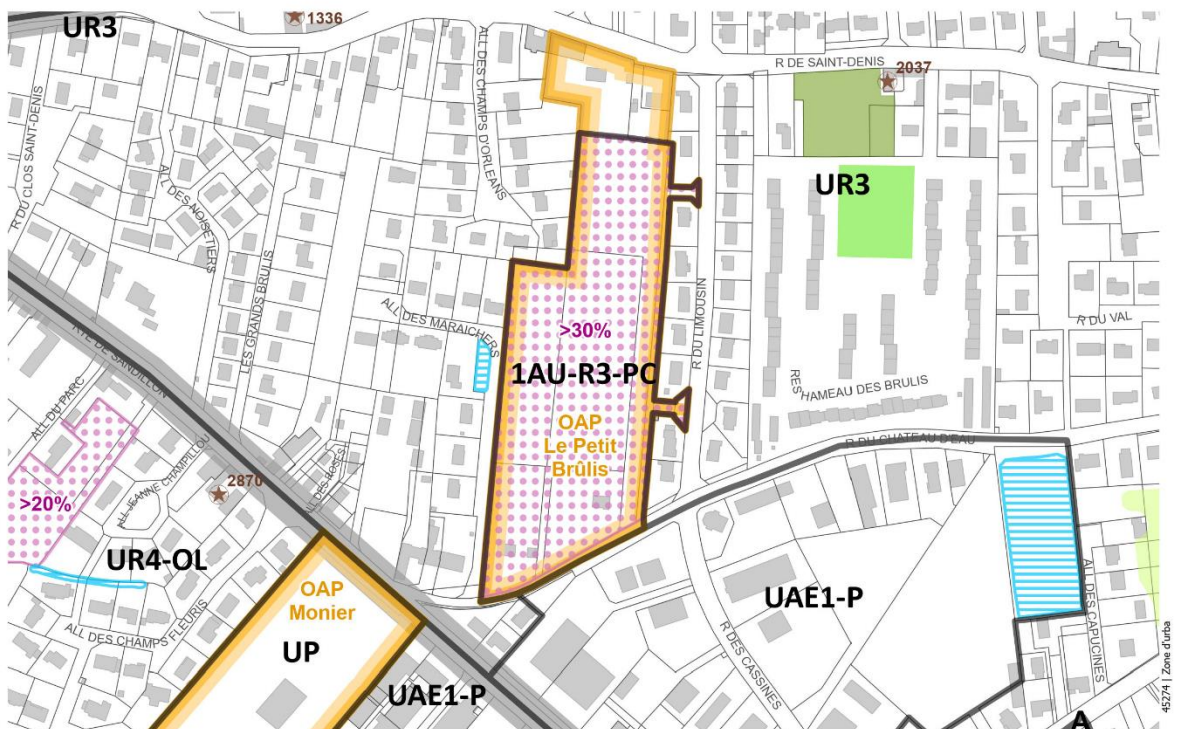 UR3
1336
R DE SAINT-DENIS
2037
ALL DES CHAMPS D'ORLEANS
R DU CLOS SAINT-DENIS
ALL DES NOISETIERS
UR3
LES GRANDS BRULIS
ALL DES MARAICHERS
R DU LIMOUSIN
R DU VAL
>30%
1AU-R3-PC
RTE DE SANDILLON
RES
HAMEAU DES BRULIS
OAP
Le Petit
Brûlis
ALL DU PARC
R DU CHATEAU D'EAU
ALL JEANNE CHAMPILLOU
ALL DES ROSES
2870
>20%
UR4-OL
OAP
Monier
UAE1-P
ALL DES CHAMPS FLEURIS
UP
R DES CASSINES
ALL DES CAPUCINES
UAE1-P
A
45274 | Zone d'urba